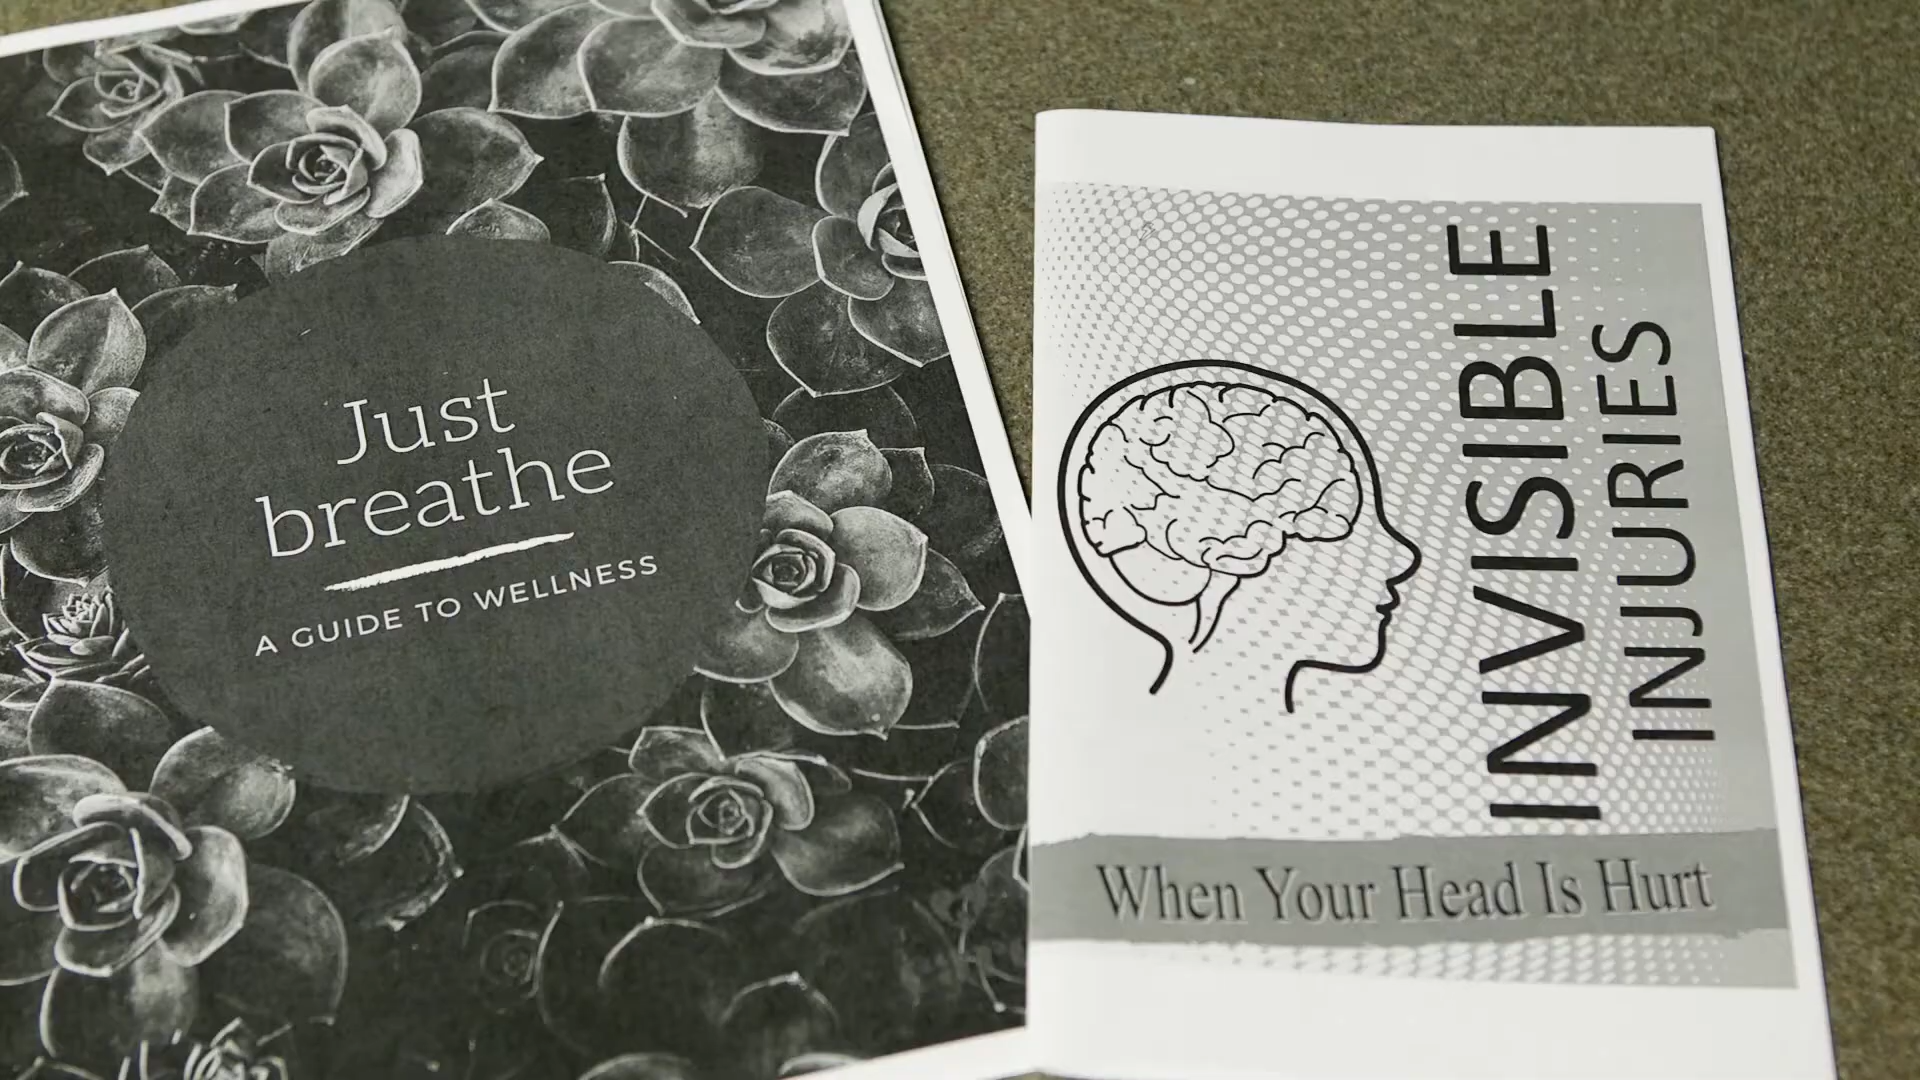 Just
breathe
A GUIDE TO WELLNESS
INVISIBLE
INJURIES
When Your Head Is Hurt